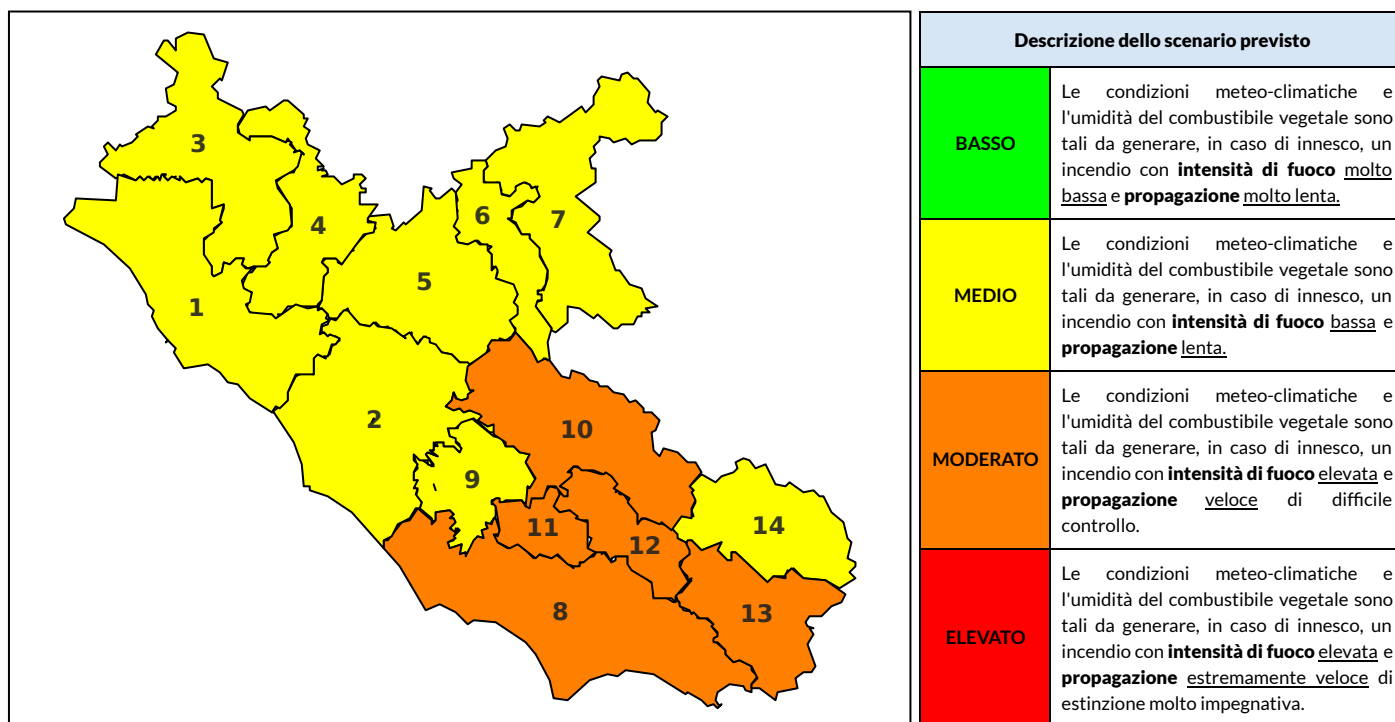 3
4
6
7
5
1
2
10
9
14
11
12
8
13
Descrizione dello scenario previsto
BASSO
Le condizioni meteo-climatiche e
l'umidità del combustibile vegetale sono
tali da generare, in caso di innesco, un
incendio con intensità di fuoco molto
bassa e propagazione molto lenta.
MEDIO
Le condizioni meteo-climatiche e
l'umidità del combustibile vegetale sono
tali da generare, in caso di innesco, un
incendio con intensità di fuoco bassa e
propagazione lenta.
MODERATO
Le condizioni meteo-climatiche e
l'umidità del combustibile vegetale sono
tali da generare, in caso di innesco, un
incendio con intensità di fuoco elevata e
propagazione veloce di difficile
controllo.
ELEVATO
Le condizioni meteo-climatiche e
l'umidità del combustibile vegetale sono
tali da generare, in caso di innesco, un
incendio con intensità di fuoco elevata e
propagazione estremamente veloce di
estinzione molto impegnativa.